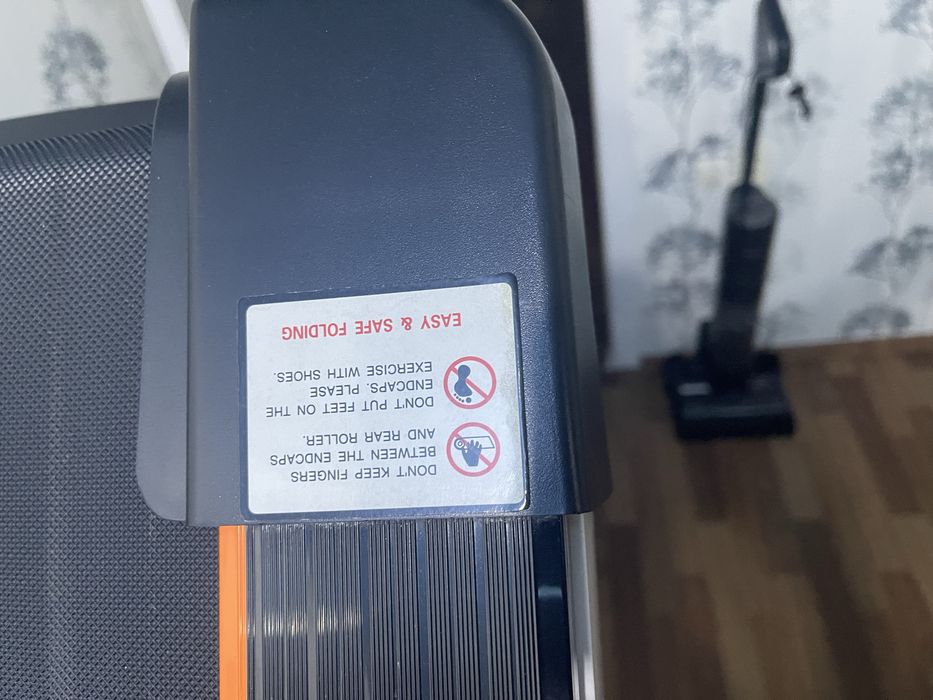 DON'T KEEP FINGERS
BETWEEN THE ENDCAPS
AND REAR ROLLER.
DON'T PUT FEET ON THE
ENDCAPS. PLEASE
EXERCISE WITH SHOES.
EASY & SAFE FOLDING